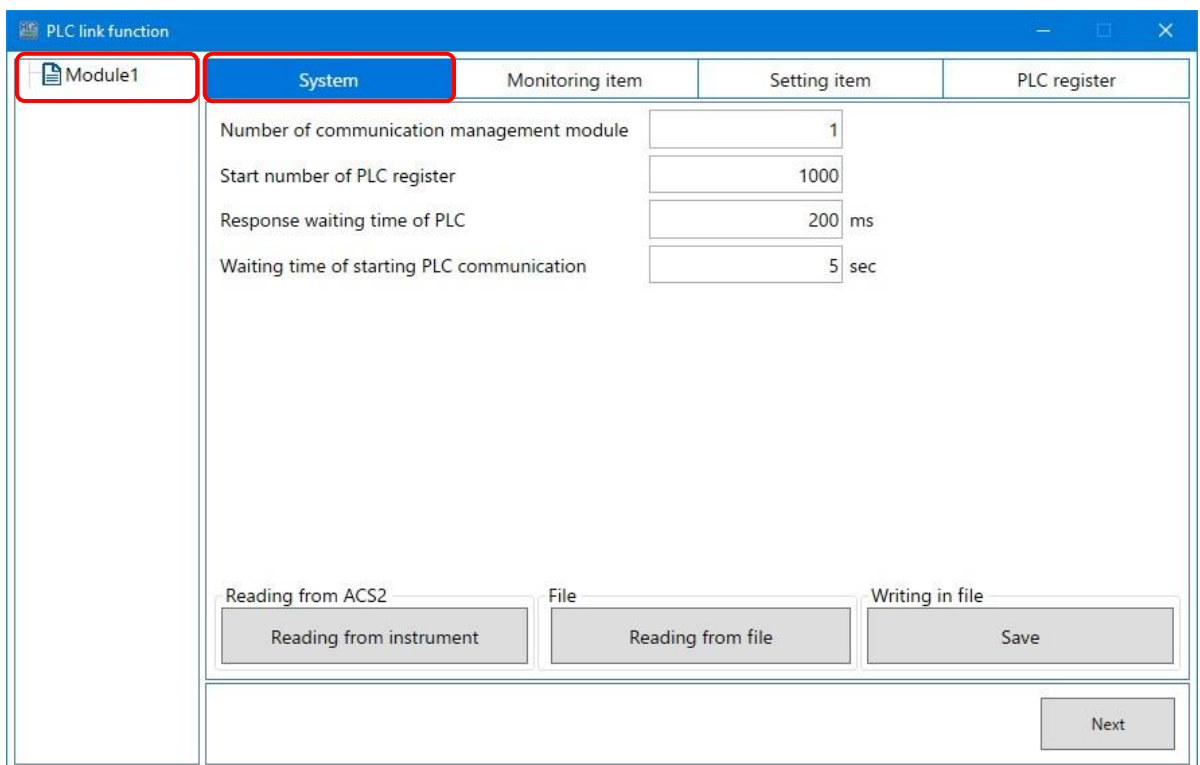 PLC link function
Module1
System Monitoring item Setting item PLC register
Number of communication management module 1
Start number of PLC register 1000
Response waiting time of PLC 200 ms
Waiting time of starting PLC communication 5 sec
Reading from ACS2 File Writing in file
Reading from instrument Reading from file Save
Next